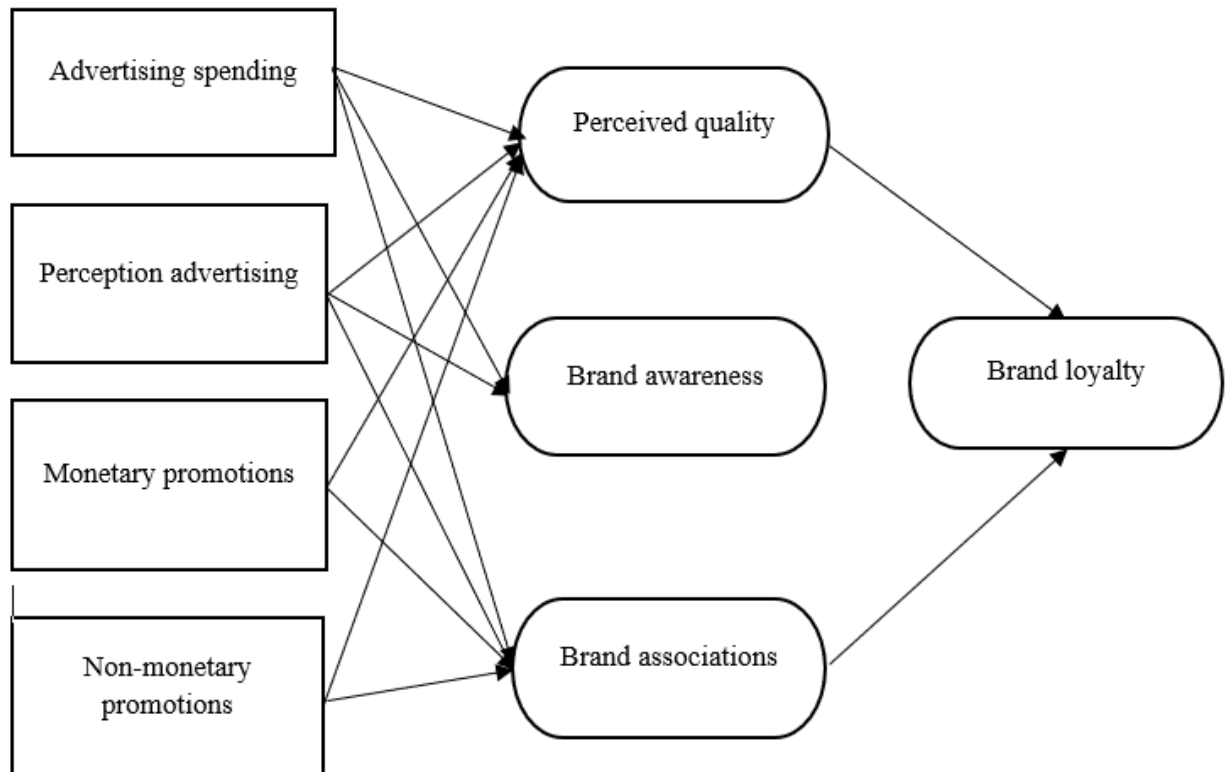 Advertising spending
Perceived quality
Perception advertising
Brand awareness
Brand loyalty
Monetary promotions
Brand associations
Non-monetary
promotions